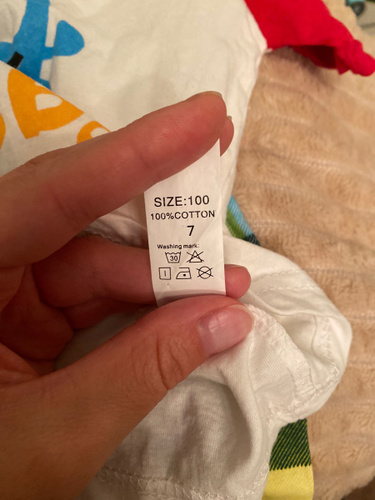 SIZE:100
100%COTTON
7
Washing mark:
30